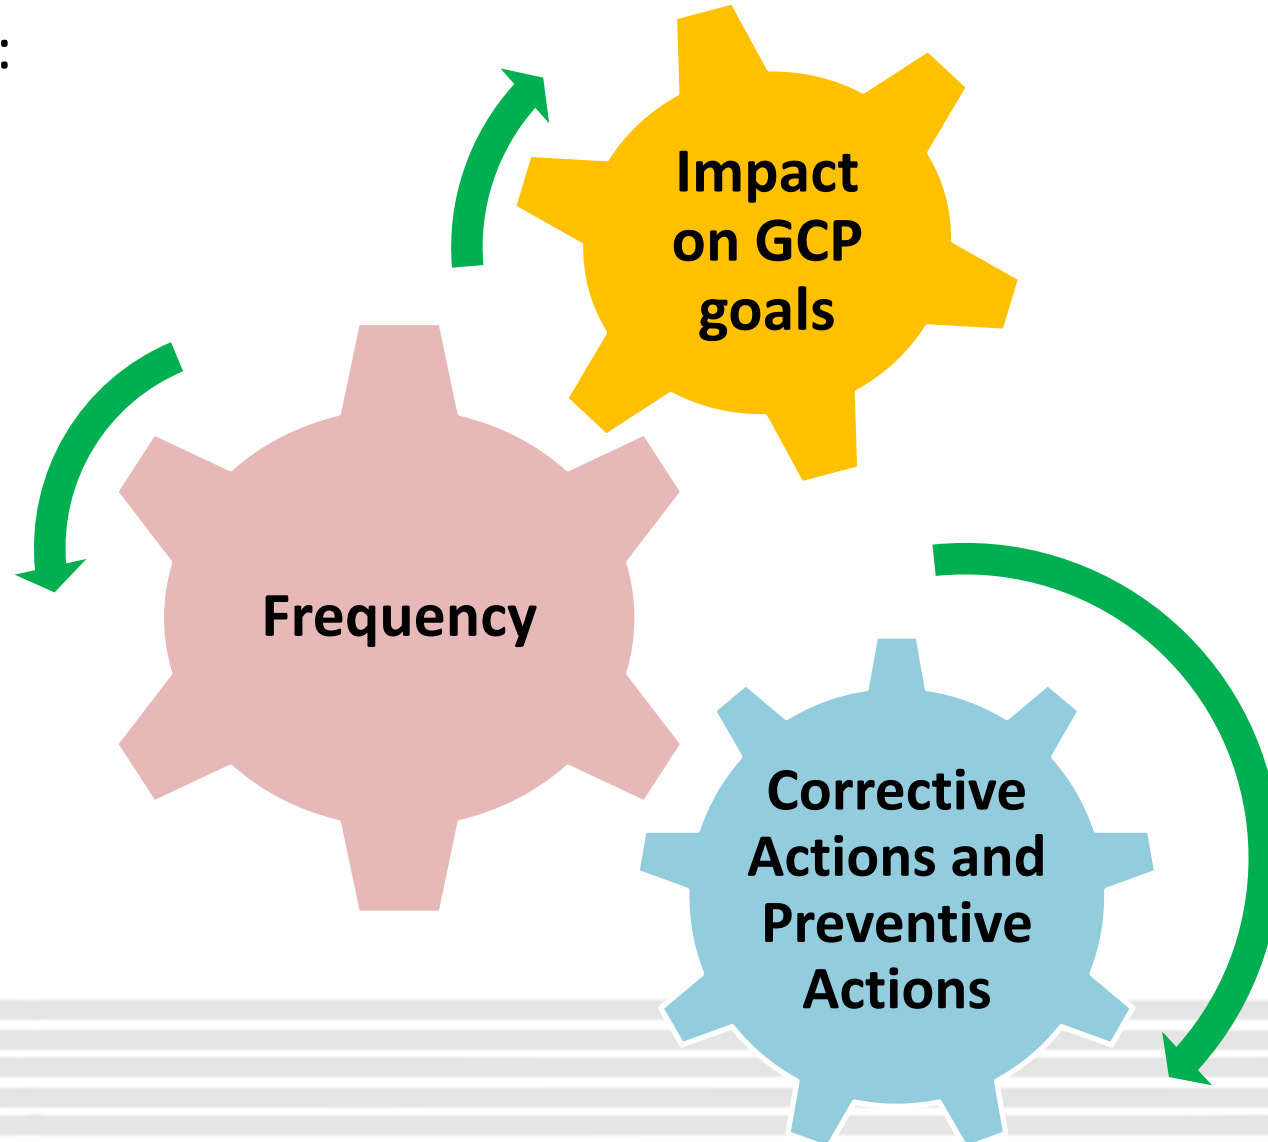 :
Impact
on GCP
goals
Frequency
Corrective
Actions and
Preventive
Actions